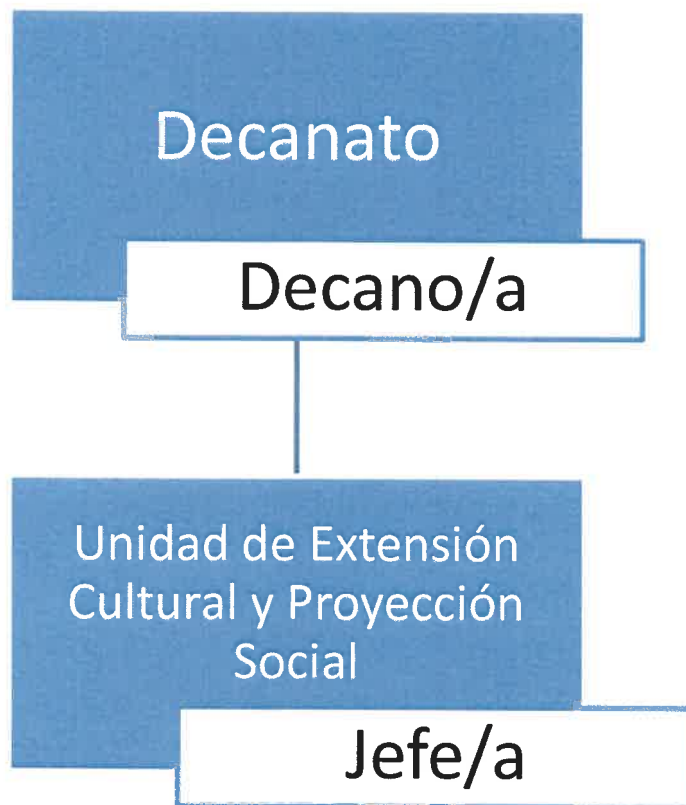 Decanato
Decano/a
Unidad de Extensión
Cultural y Proyección
Social
Jefe/a